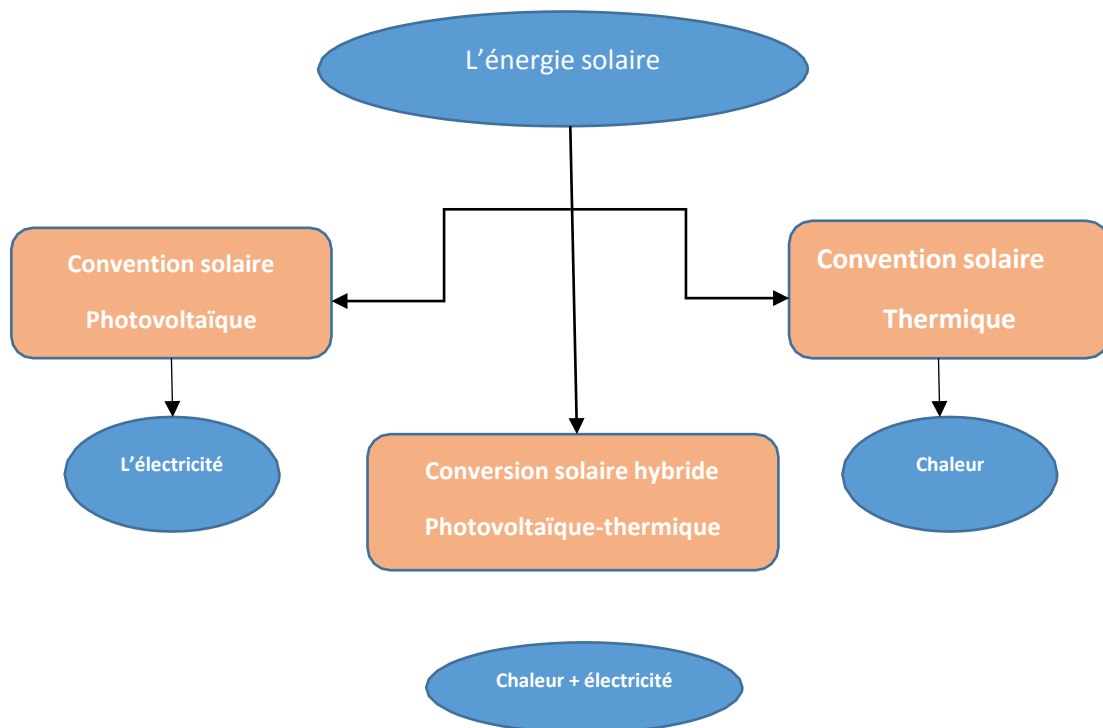 L’énergie solaire
Convention solaire
Photovoltaïque
Convention solaire
Thermique
L’électricité
Conversion solaire hybride
Photovoltaïque-thermique
Chaleur
Chaleur + électricité